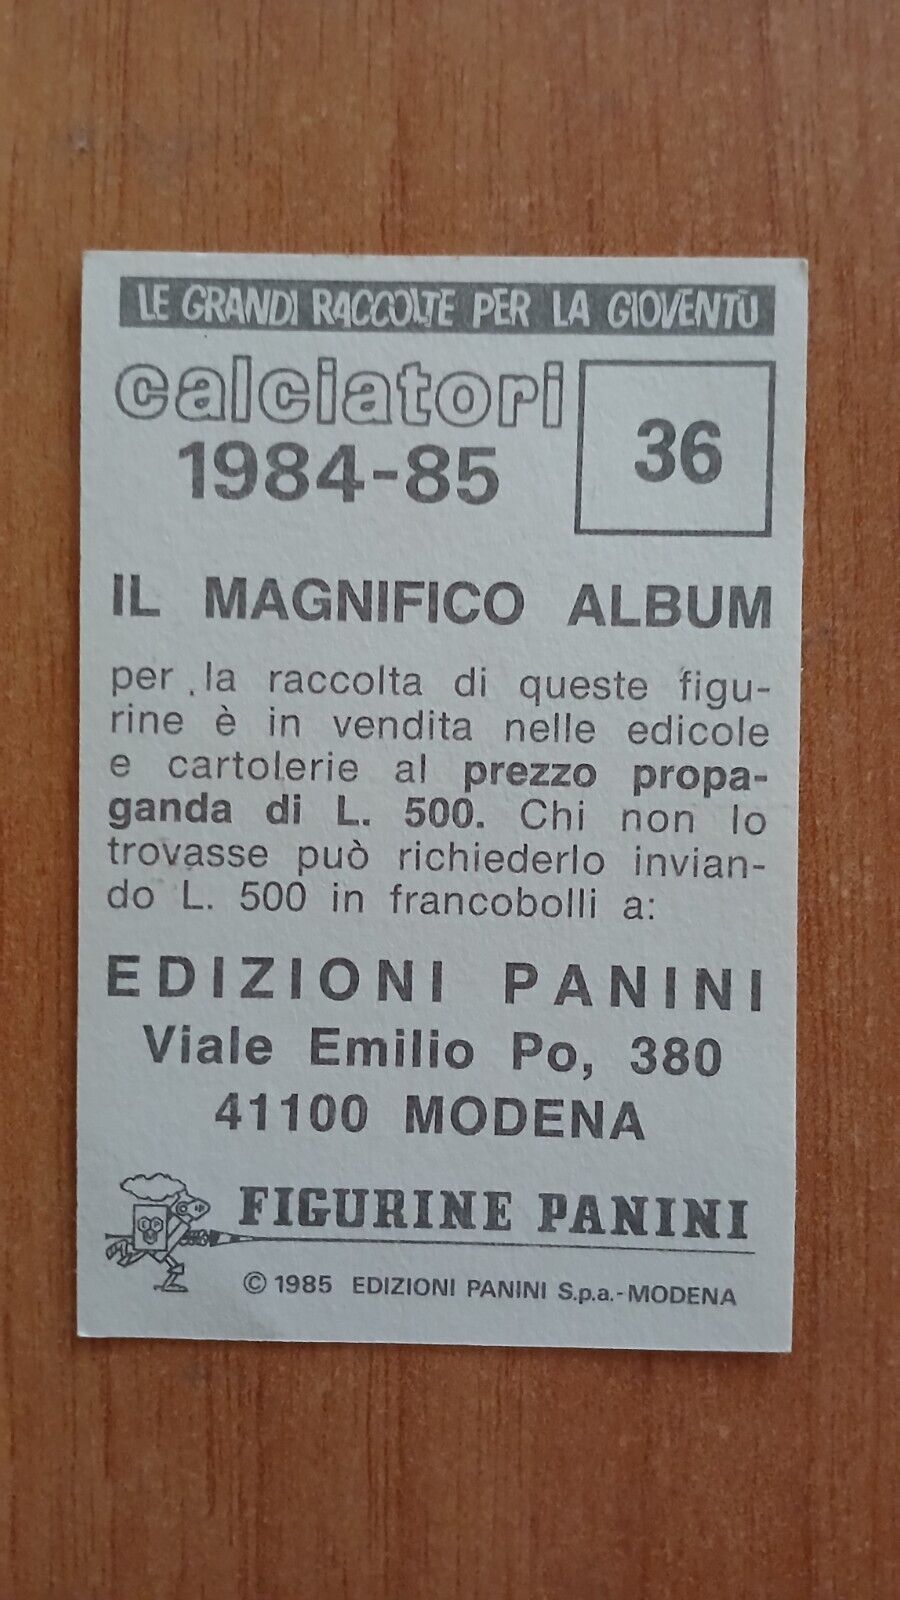 LE GRANDI RACCOLTE PER LA GIOVENTÙ
calciatori
1984-85
36
IL MAGNIFICO ALBUM
per la raccolta di queste figu-
rine è in vendita nelle edicole
e cartolerie al prezzo propa-
ganda di L. 500. Chi non lo
trovasse può richiederlo invian-
do L. 500 in francobolli a:
EDIZIONI PANINI
Viale Emilio Po, 380
41100 MODENA
FIGURINE PANINI
© 1985 EDIZIONI PANINI S.p.a.-MODENA